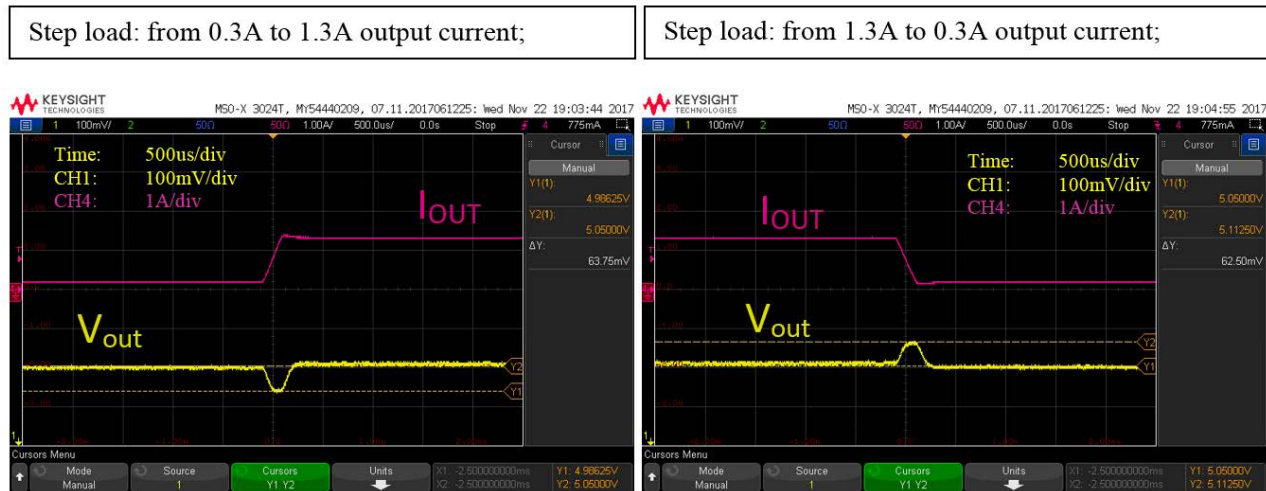 Step load: from 0.3A to 1.3A output current;
Step load: from 1.3A to 0.3A output current;
KEYSIGHT
TECHNOLOGIES
MSO-X 3024T, MY54440209, 07.11.2017061225: Wed Nov 22 19:03:44 2017
1 100mV/ 2 50Ω 50Ω 1.00A/ 500.0us/ 0.0s Stop 4 775mA
Time: 500us/div
CH1: 100mV/div
CH4: 1A/div
IOUT
Vout
Y2
Y1
Cursor
Manual
Y1(1):
4.98625V
Y2(1):
5.05000V
ΔY:
63.75mV
Cursors Menu
Mode Source Cursors Units X1: -2.500000000ms Y1: 4.98625V
Manual 1 Y1 Y2 X2: -2.500000000ms Y2: 5.05000V
KEYSIGHT
TECHNOLOGIES
MSO-X 3024T, MY54440209, 07.11.2017061225: Wed Nov 22 19:04:55 2017
1 100mV/ 2 50Ω 50Ω 1.00A/ 500.0us/ 0.0s Stop 4 775mA
Time: 500us/div
CH1: 100mV/div
CH4: 1A/div
IOUT
Vout
Y2
Y1
Cursor
Manual
Y1(1):
5.05000V
Y2(1):
5.11250V
ΔY:
62.50mV
Cursors Menu
Mode Source Cursors Units X1: -2.500000000ms Y1: 5.05000V
Manual 1 Y1 Y2 X2: -2.500000000ms Y2: 5.11250V